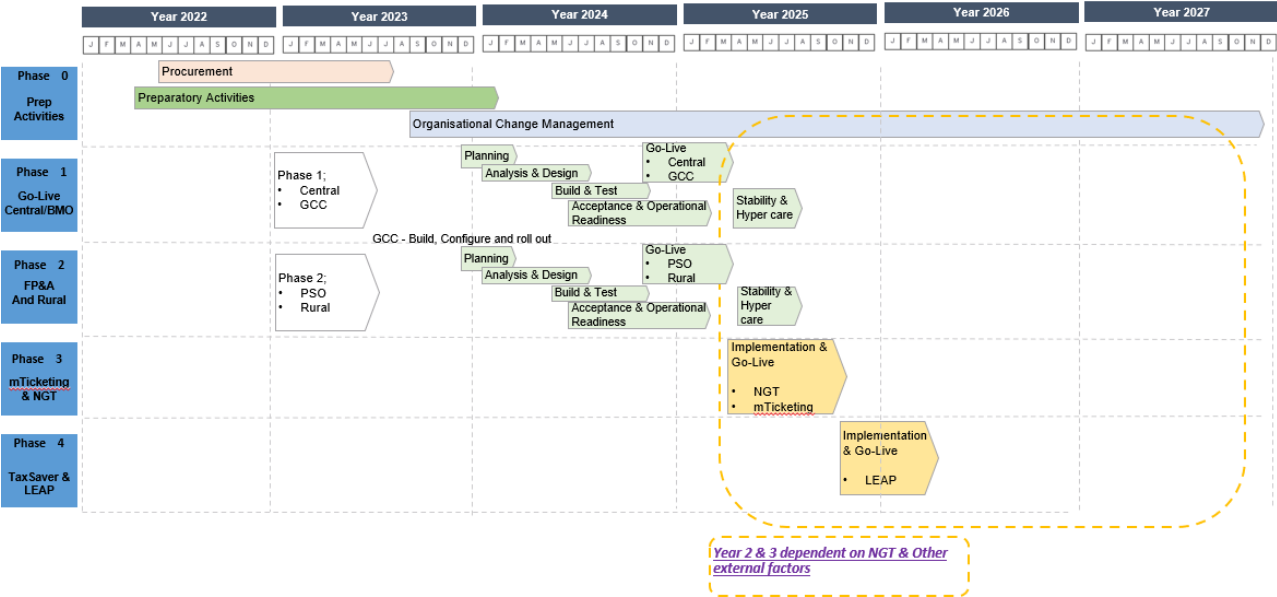 Year 2022
Year 2023
Year 2024
Year 2025
Year 2026
Year 2027
J F M A M J J A S O N D
J F M A M J J A S O N D
J F M A M J J A S O N D
J F M A M J J A S O N D
J F M A M J J A S O N D
J F M A M J J A S O N D
Phase 0
Prep
Activities
Procurement
Preparatory Activities
Organisational Change Management
Phase 1
Go-Live
Central/BMO
Phase 1;
• Central
• GCC
Planning
Analysis & Design
Build & Test
Acceptance & Operational
Readiness
Go-Live
• Central
• GCC
Stability &
Hyper care
GCC - Build, Configure and roll out
Phase 2
FP&A
And Rural
Phase 2;
• PSO
• Rural
Planning
Analysis & Design
Build & Test
Acceptance & Operational
Readiness
Go-Live
• PSO
• Rural
Stability &
Hyper
care
Phase 3
mTicketing
& NGT
Implementation &
Go-Live
• NGT
• mTicketing
Phase 4
TaxSaver &
LEAP
Implementation
& Go-Live
• LEAP
Year 2 & 3 dependent on NGT & Other
external factors